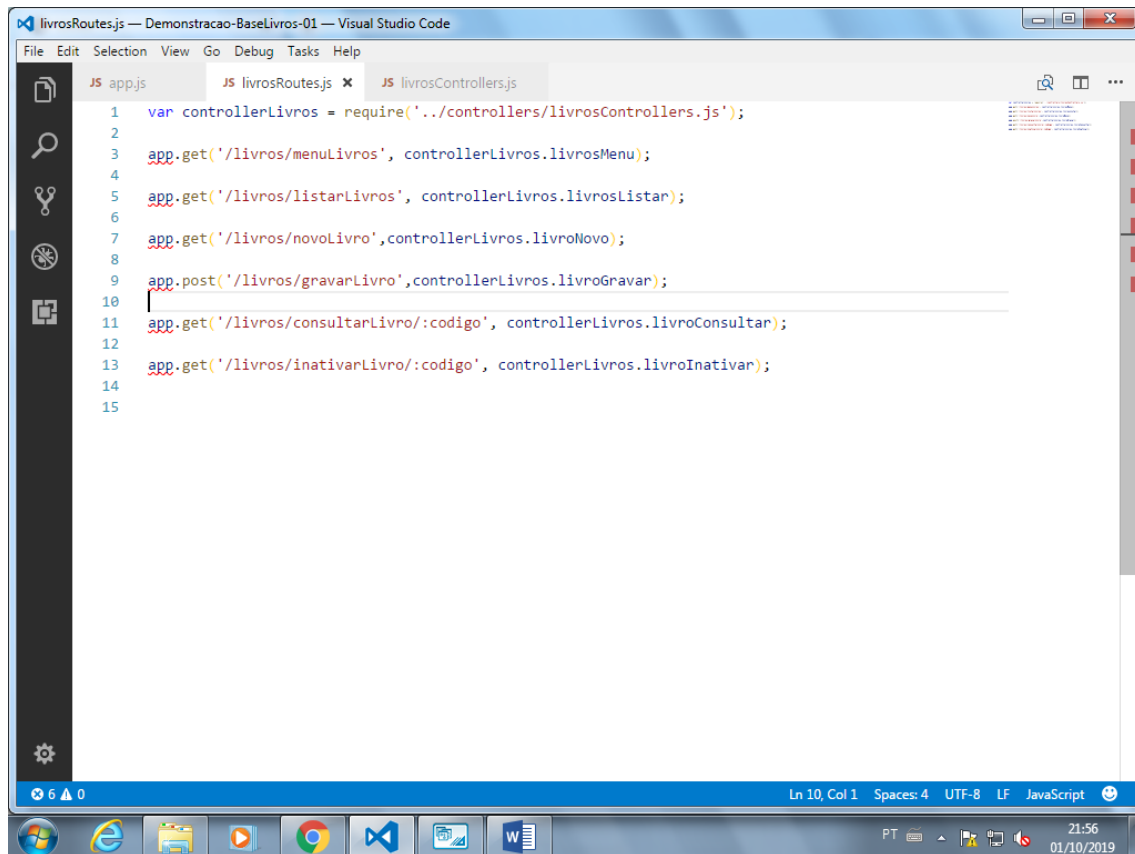 livrosRoutes.js — Demonstracao-BaseLivros-01 — Visual Studio Code
File Edit Selection View Go Debug Tasks Help
JS app.js JS livrosRoutes.js JS livrosControllers.js
1 var controllerLivros = require('../controllers/livrosControllers.js');
2
3 app.get('/livros/menuLivros', controllerLivros.livrosMenu);
4
5 app.get('/livros/listarLivros', controllerLivros.livrosListar);
6
7 app.get('/livros/novoLivro',controllerLivros.livroNovo);
8
9 app.post('/livros/gravarLivro',controllerLivros.livroGravar);
10
11 app.get('/livros/consultarLivro/:codigo', controllerLivros.livroConsultar);
12
13 app.get('/livros/inativarLivro/:codigo', controllerLivros.livroInativar);
14
15
6 0 Ln 10, Col 1 Spaces: 4 UTF-8 LF JavaScript
PT 21:56
01/10/2019